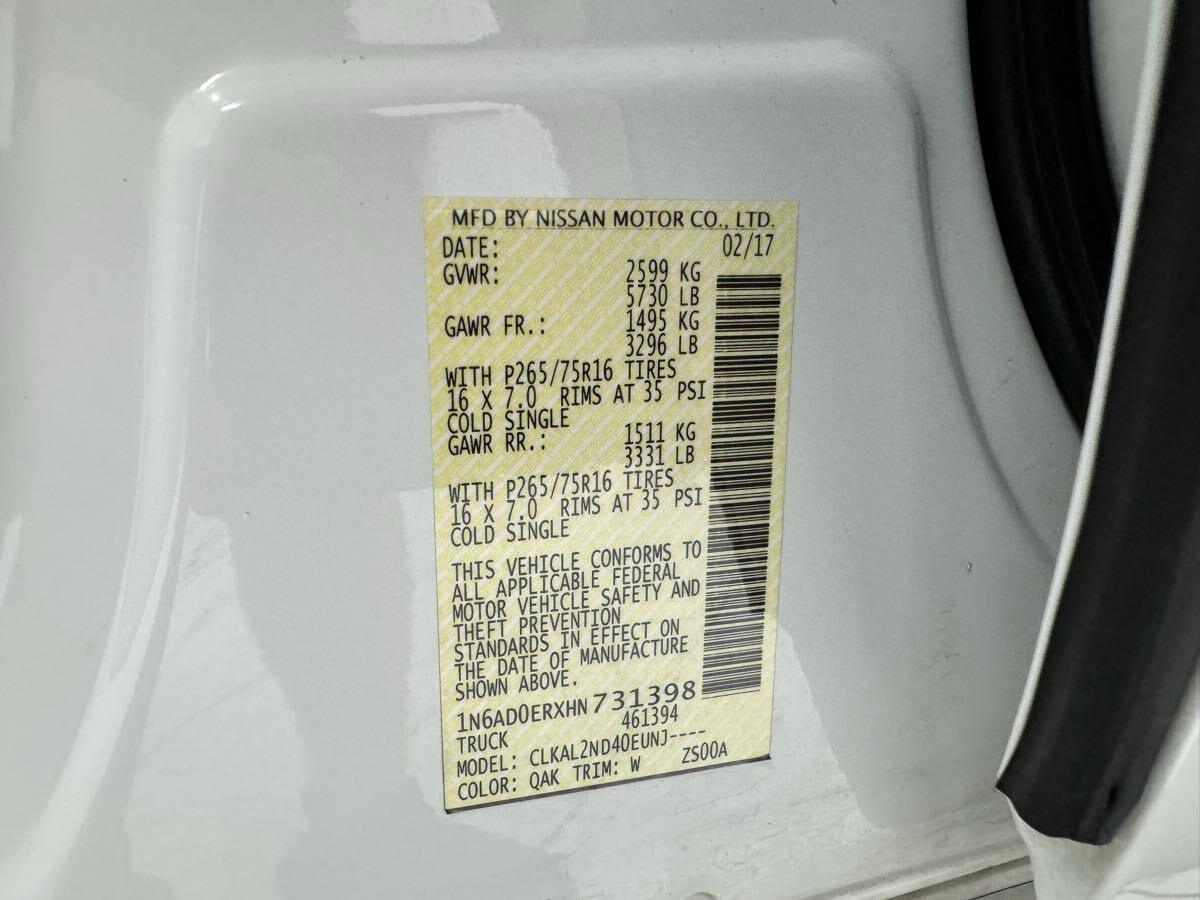 MFD BY NISSAN MOTOR CO., LTD.
DATE: 02/17
GVWR: 2599 KG
5730 LB
GAWR FR.: 1495 KG
3296 LB
WITH P265/75R16 TIRES
16 X 7.0 RIMS AT 35 PSI
COLD SINGLE
GAWR RR.: 1511 KG
3331 LB
WITH P265/75R16 TIRES
16 X 7.0 RIMS AT 35 PSI
COLD SINGLE
THIS VEHICLE CONFORMS TO
ALL APPLICABLE FEDERAL
MOTOR VEHICLE SAFETY AND
THEFT PREVENTION
STANDARDS IN EFFECT ON
THE DATE OF MANUFACTURE
SHOWN ABOVE.
1N6AD0ERXHN731398
TRUCK 461394
MODEL: CLKAL2ND40EUNJ----
COLOR: QAK TRIM: W ZS00A